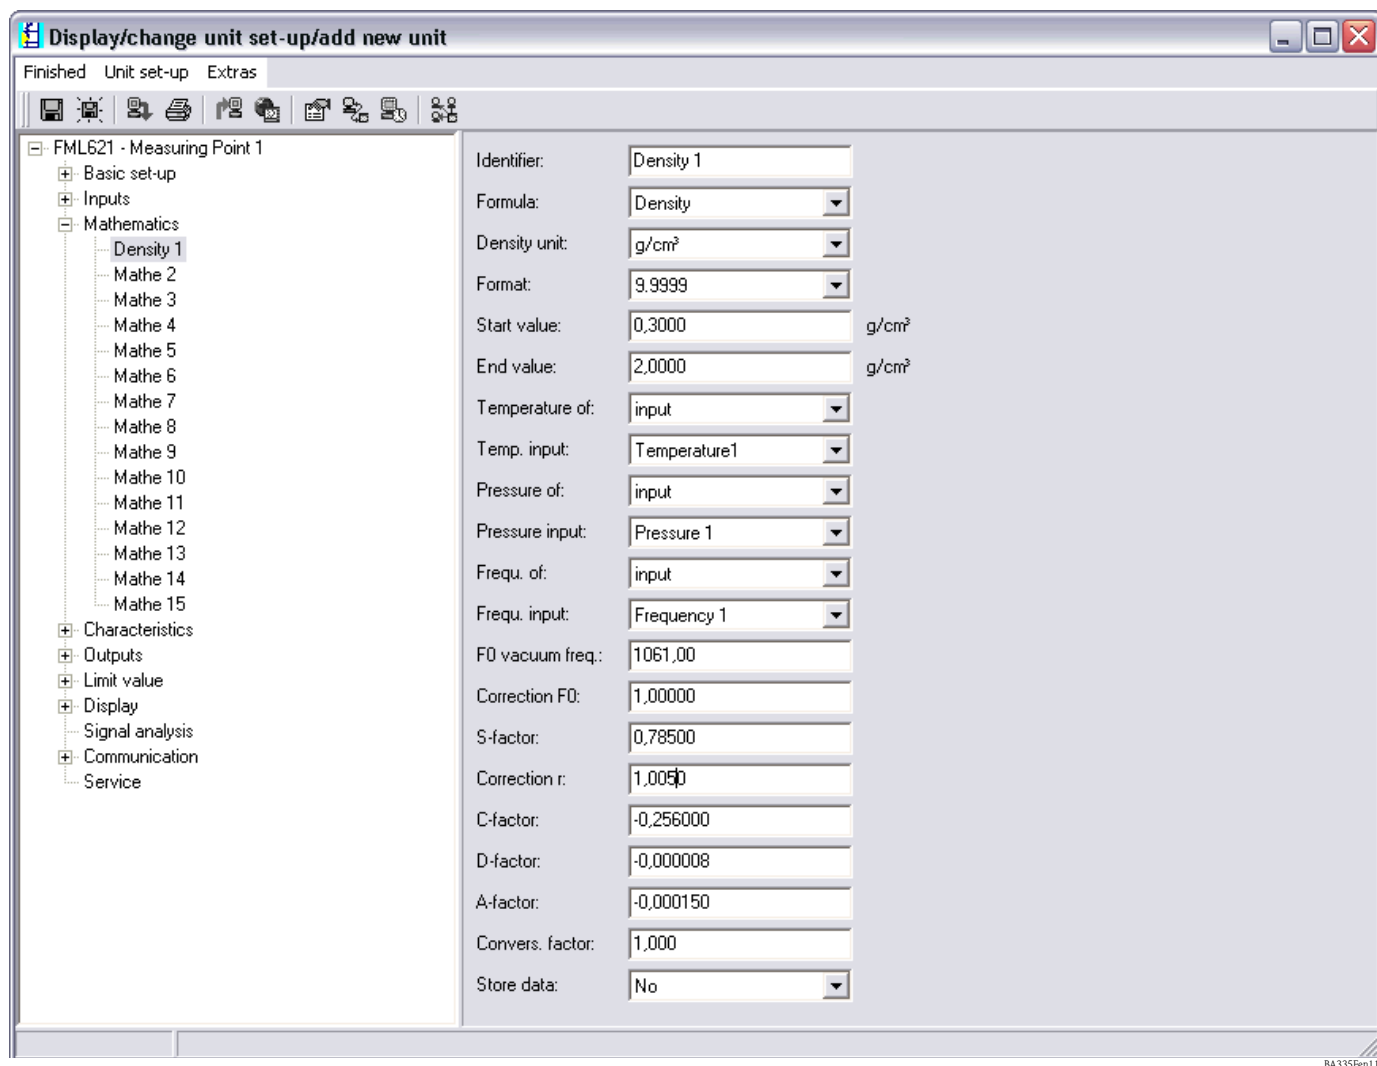 Display/change unit set-up/add new unit
Finished Unit set-up Extras
FML621 - Measuring Point 1
Basic set-up
Inputs
Mathematics
Density 1
Mathe 2
Mathe 3
Mathe 4
Mathe 5
Mathe 6
Mathe 7
Mathe 8
Mathe 9
Mathe 10
Mathe 11
Mathe 12
Mathe 13
Mathe 14
Mathe 15
Characteristics
Outputs
Limit value
Display
Signal analysis
Communication
Service
Identifier: Density 1
Formula: Density
Density unit: g/cm³
Format: 9.9999
Start value: 0,3000 g/cm³
End value: 2,0000 g/cm³
Temperature of: input
Temp. input: Temperature1
Pressure of: input
Pressure input: Pressure 1
Frequ. of: input
Frequ. input: Frequency 1
F0 vacuum freq.: 1061,00
Correction F0: 1,00000
S-factor: 0,78500
Correction r: 1,0050
C-factor: -0,256000
D-factor: -0,000008
A-factor: -0,000150
Convers. factor: 1,000
Store data: No
BA335Fen11